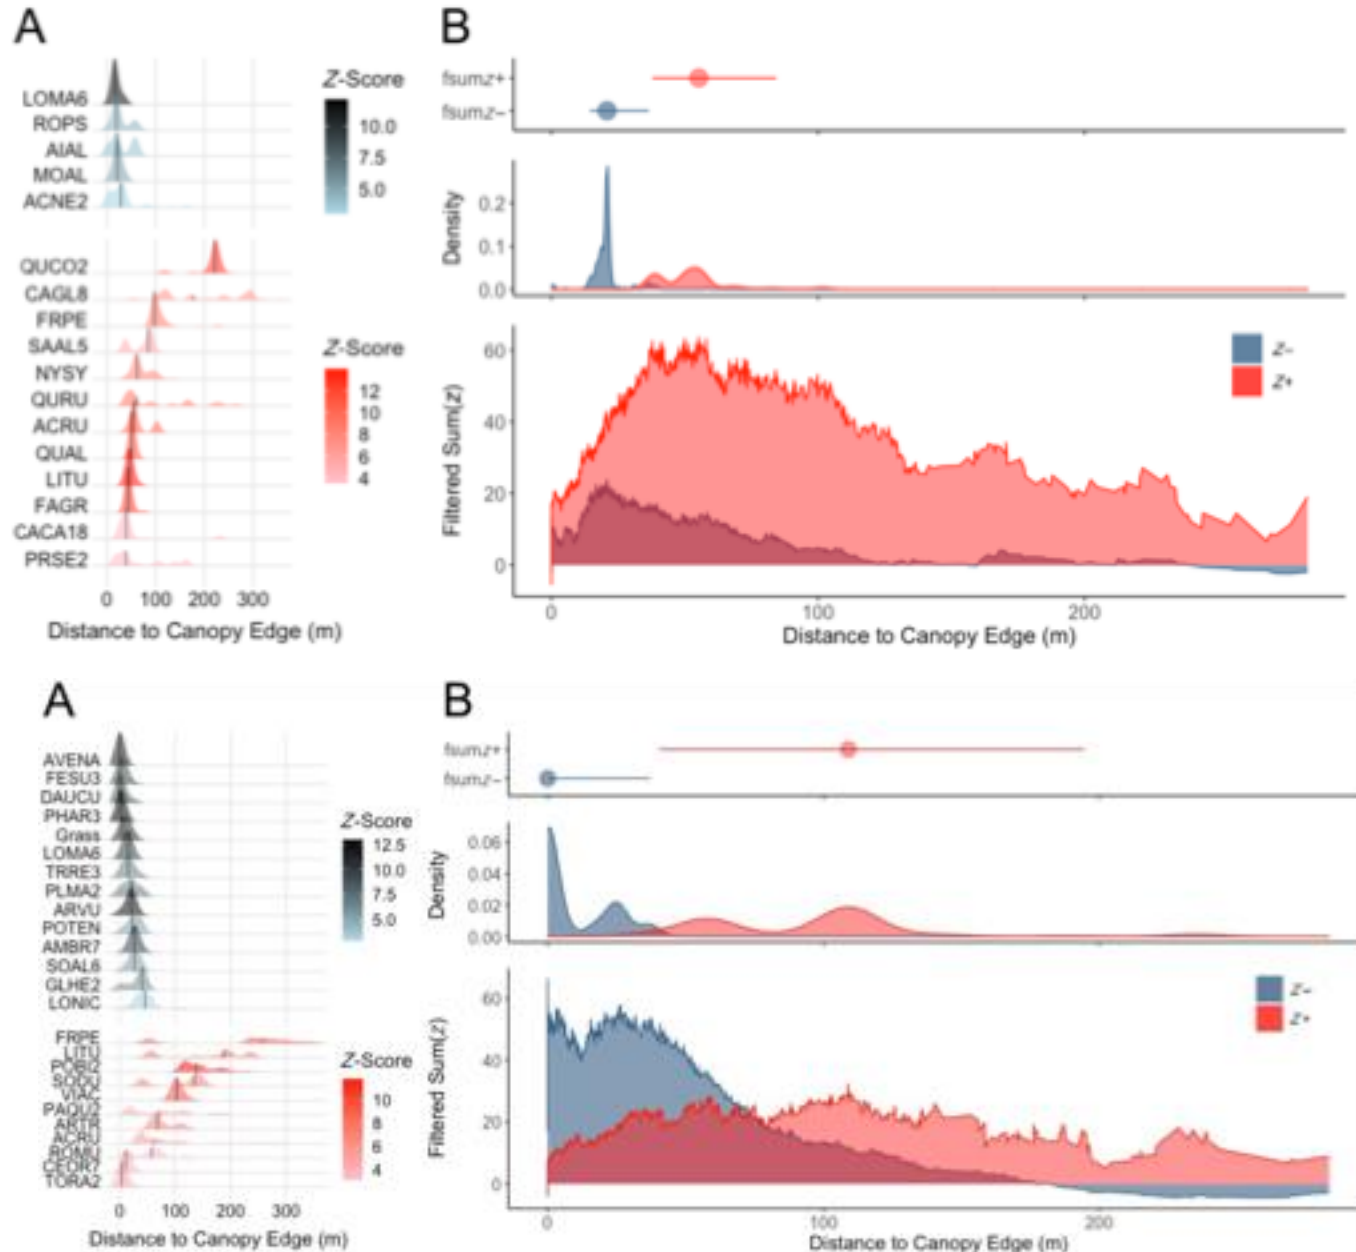 A
LOMA6
ROPS
AIAL
MOAL
ACNE2
Z-Score
10.0
7.5
5.0
QUCO2
CAGL8
FRPE
SAAL5
NYSY
QURU
ACRU
QUAL
LITU
FAGR
CACA18
PRSE2
Z-Score
12
10
8
6
4
0 100 200 300
Distance to Canopy Edge (m)
B
fsumz+
fsumz−
Density
0.2
0.1
0.0
Filtered Sum(z)
60
40
20
0
z−
z+
0 100 200
Distance to Canopy Edge (m)
A
AVENA
FESU3
DAUCU
PHAR3
Grass
LOMA6
TRRE3
PLMA2
ARVU
POTEN
AMBR7
SOAL6
GLHE2
LONIC
Z-Score
12.5
10.0
7.5
5.0
FRPE
LITU
POBI2
SODU
VIAC
PAQU2
ARTR
ACRU
ROMU
CEOR7
TORA2
Z-Score
10
8
6
4
0 100 200 300
Distance to Canopy Edge (m)
B
fsumz+
fsumz−
Density
0.06
0.04
0.02
0.00
Filtered Sum(z)
60
40
20
0
z−
z+
0 100 200
Distance to Canopy Edge (m)